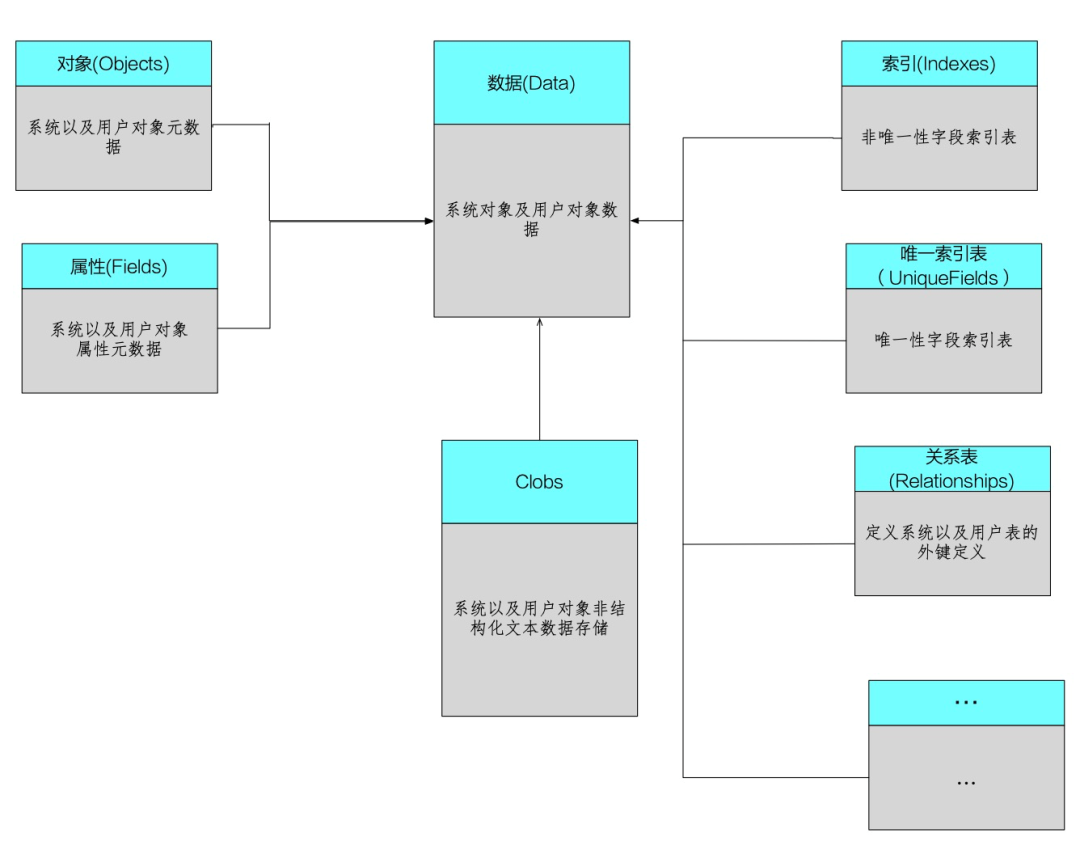 对象(Objects)
系统以及用户对象元数
据
属性(Fields)
系统以及用户对象
属性元数据
数据(Data)
系统对象及用户对象数
据
Clobs
系统以及用户对象非结
构化文本数据存储
索引(Indexes)
非唯一性字段索引表
唯一索引表
（UniqueFields）
唯一性字段索引表
关系表
(Relationships)
定义系统以及用户表的
外键定义
...
...